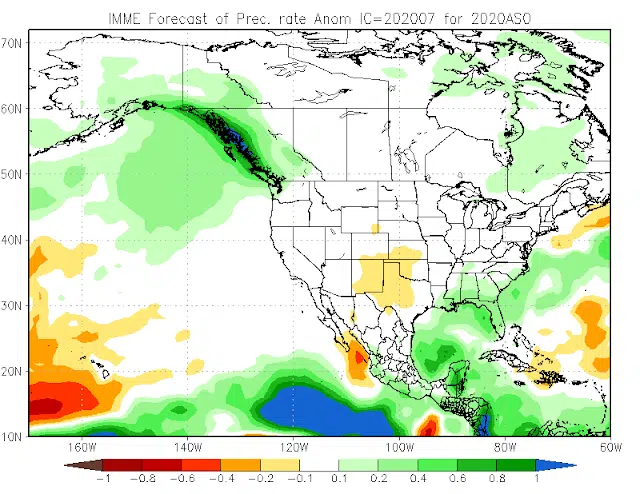 IMME Forecast of Prec. rate Anom IC=202007 for 2020ASO
70N
60N
50N
40N
30N
20N
10N
160W 140W 120W 100W 80W 60W
−1 −0.8 −0.6 −0.4 −0.2 −0.1 0.1 0.2 0.4 0.6 0.8 1